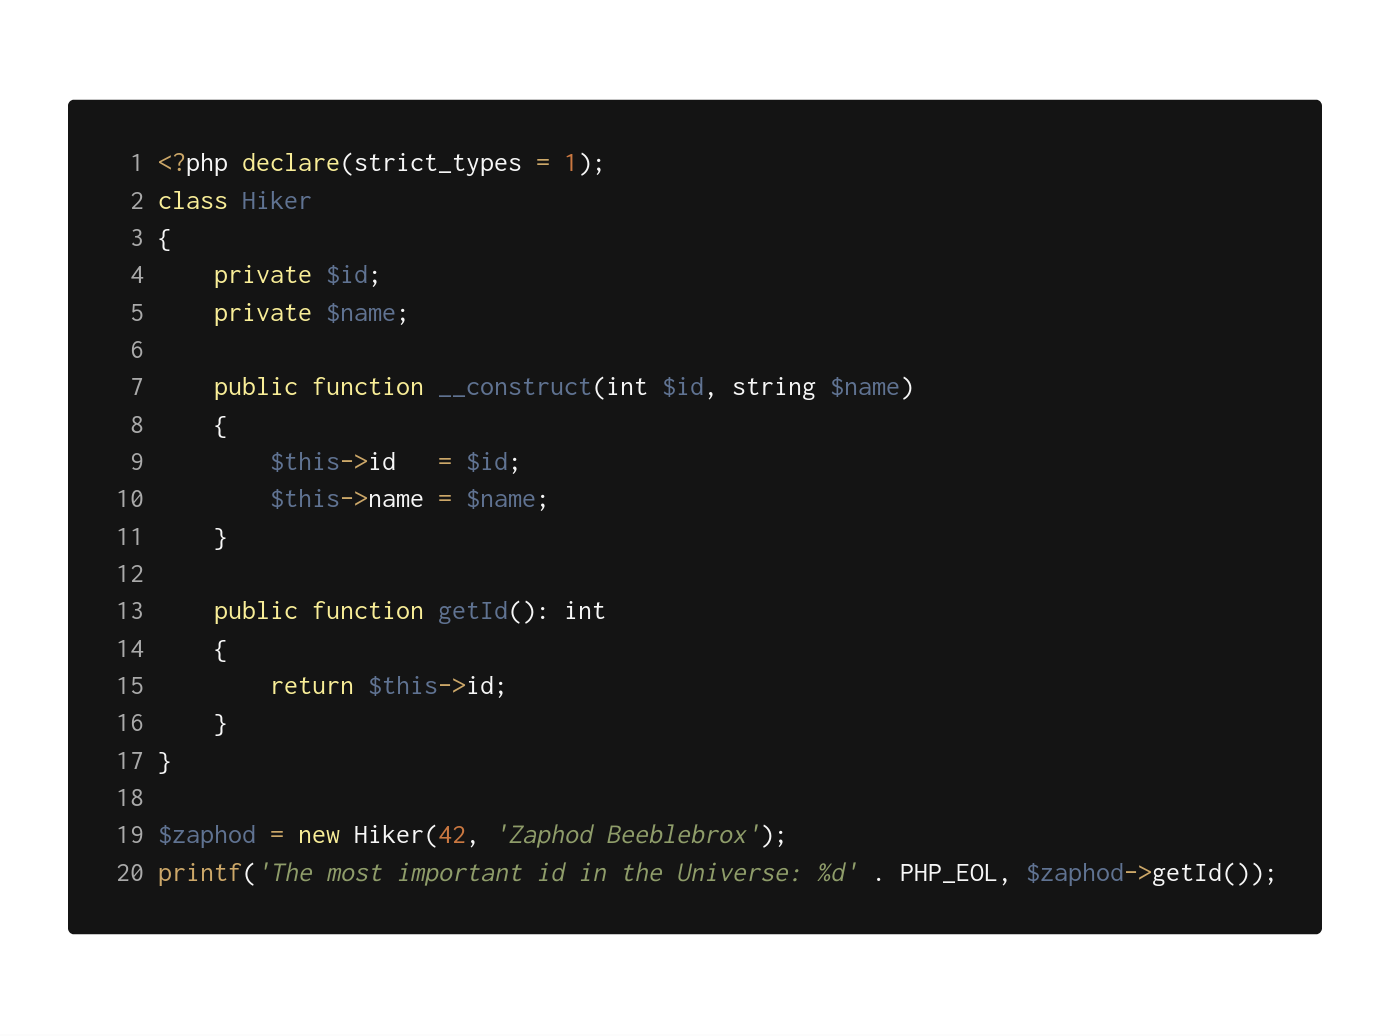 1 <?php declare(strict_types = 1);
2 class Hiker
3 {
4     private $id;
5     private $name;
6
7     public function __construct(int $id, string $name)
8     {
9         $this->id   = $id;
10         $this->name = $name;
11     }
12
13     public function getId(): int
14     {
15         return $this->id;
16     }
17 }
18
19 $zaphod = new Hiker(42, 'Zaphod Beeblebrox');
20 printf('The most important id in the Universe: %d' . PHP_EOL, $zaphod->getId());